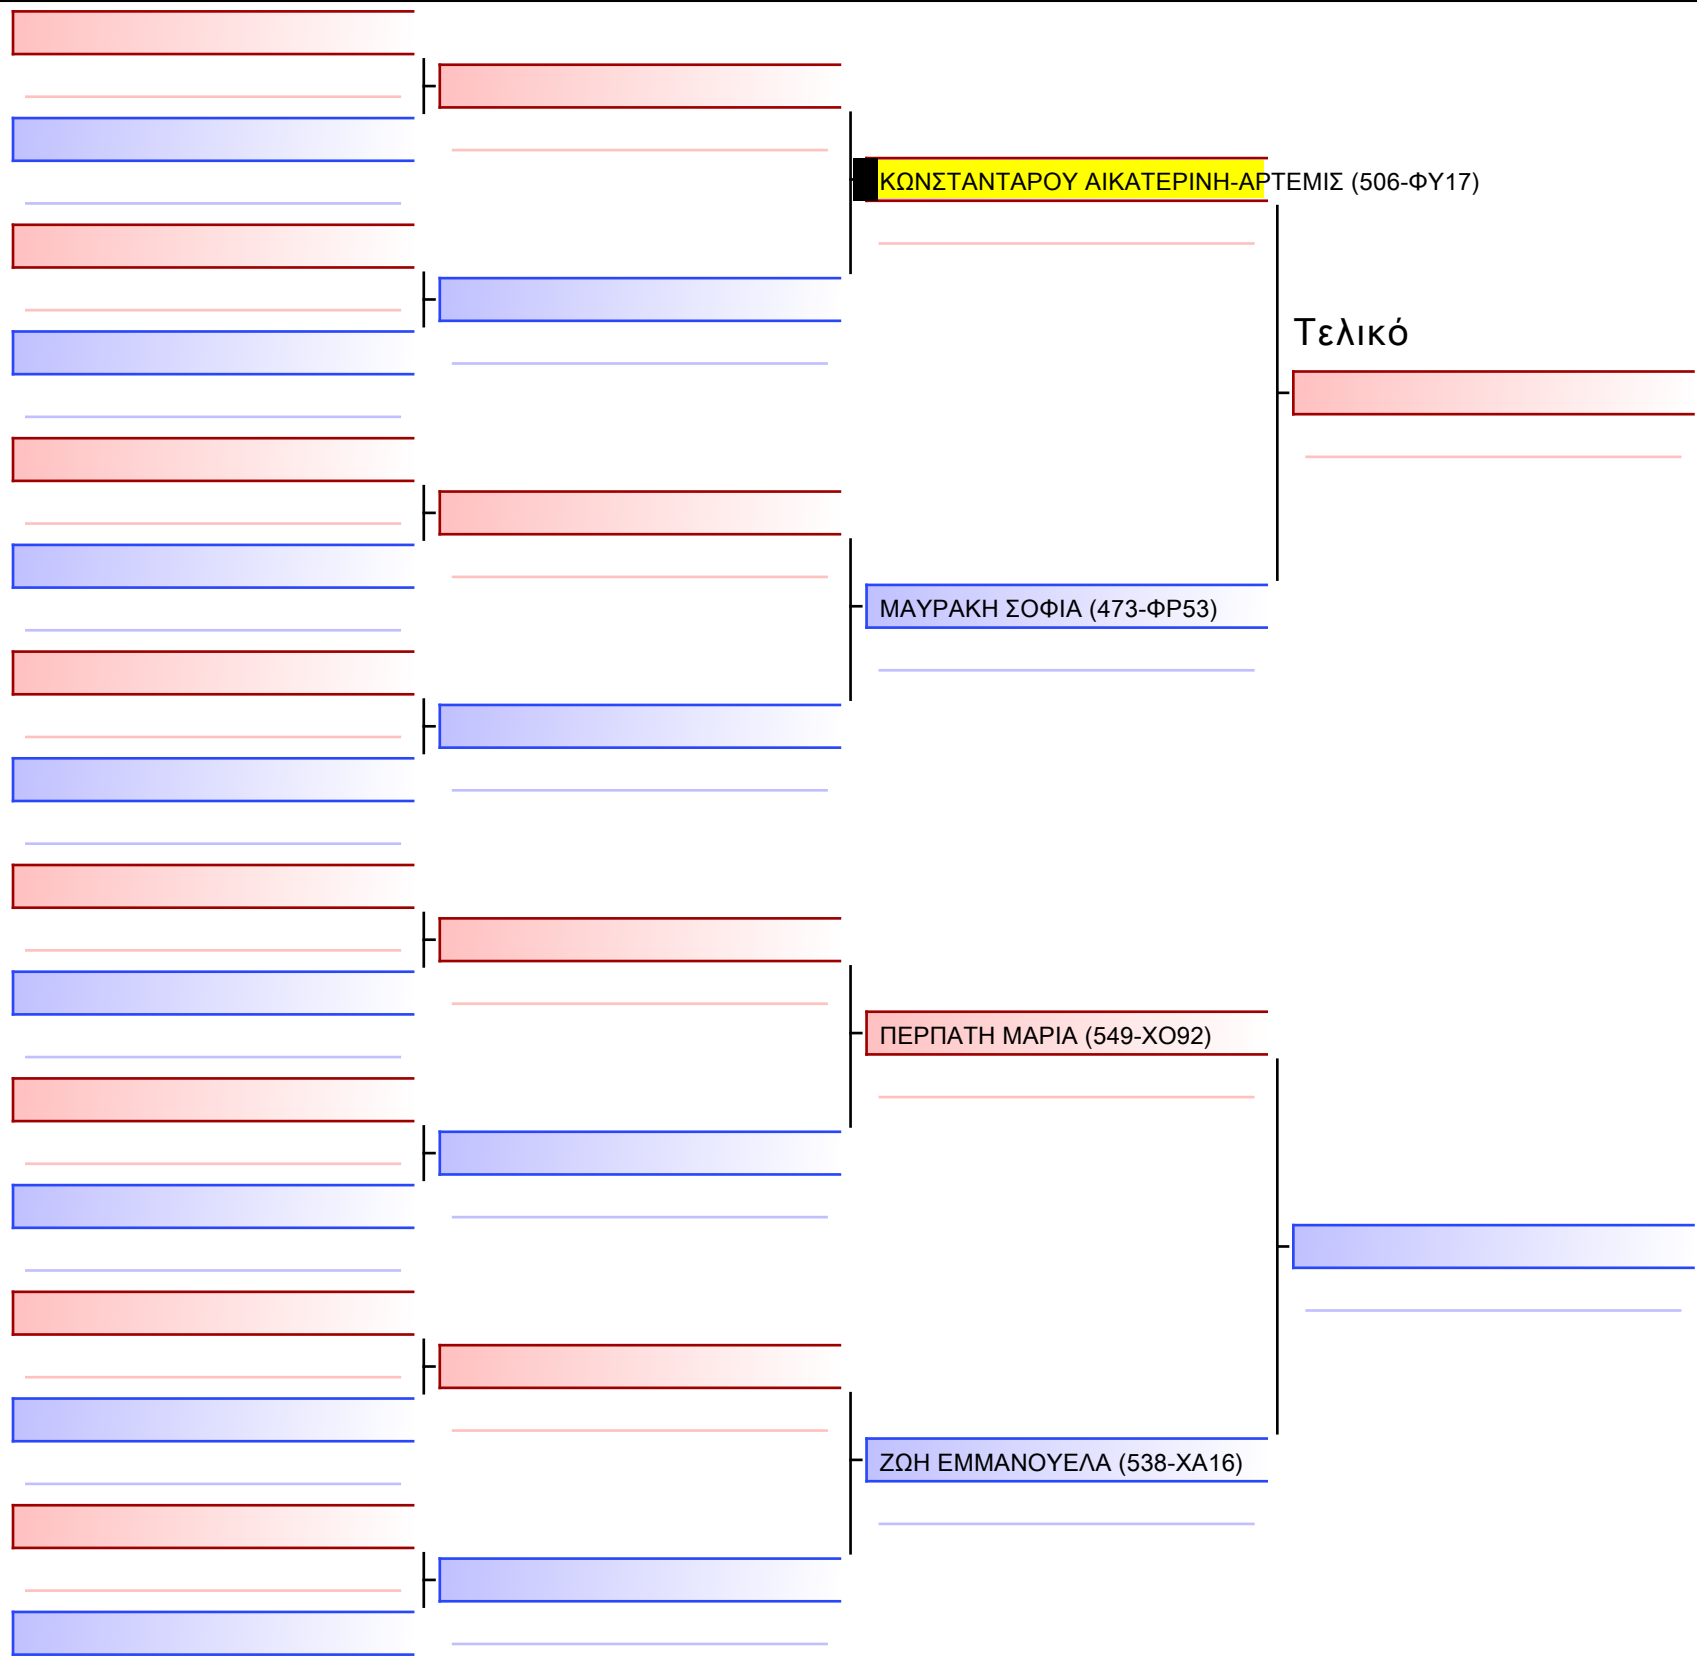 ΚΩΝΣΤΑΝΤΑΡΟΥ ΑΙΚΑΤΕΡΙΝΗ-ΑΡΤΕΜΙΣ (506-ΦΥ17)
Τελικό
ΜΑΥΡΑΚΗ ΣΟΦΙΑ (473-ΦΡ53)
ΠΕΡΠΑΤΗ ΜΑΡΙΑ (549-ΧΟ92)
ΖΩΗ ΕΜΜΑΝΟΥΕΛΑ (538-ΧΑ16)